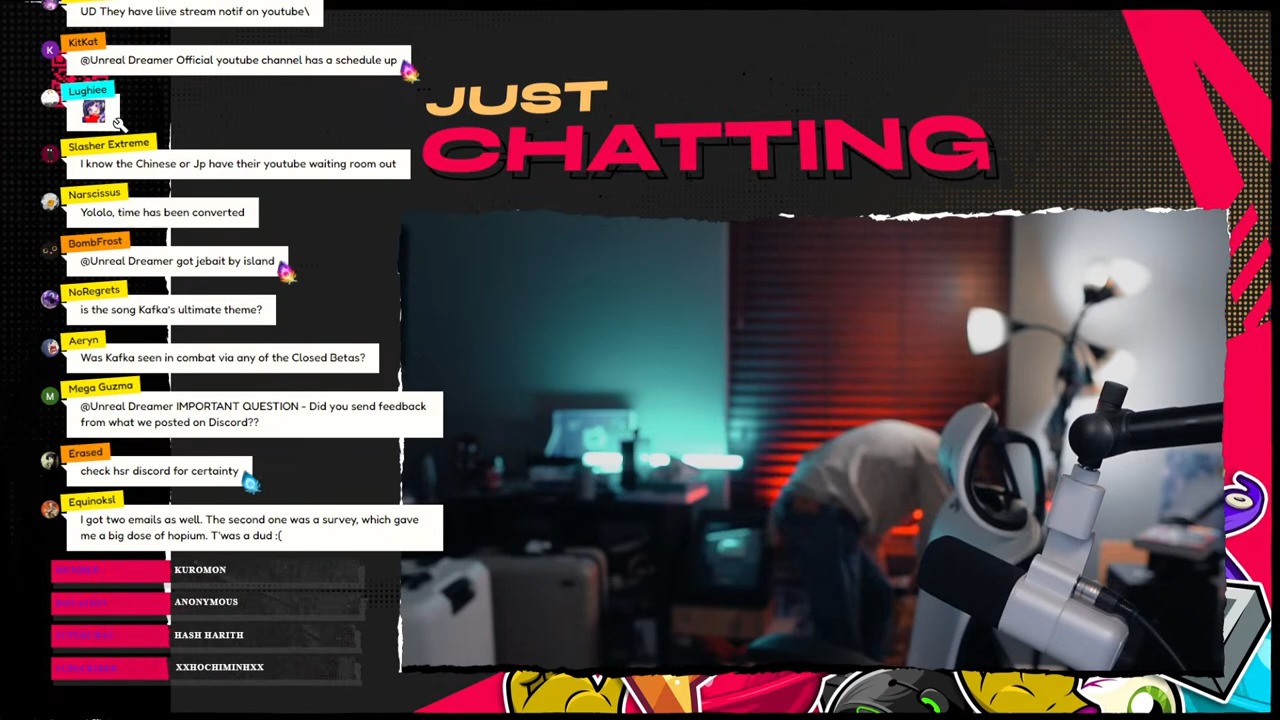 UD They have liive stream notif on youtube\
KitKat
@Unreal Dreamer Official youtube channel has a schedule up
Lughiee
Slasher Extreme
I know the Chinese or Jp have their youtube waiting room out
Narscissus
Yololo, time has been converted
BombFrost
@Unreal Dreamer got jebait by island
NoRegrets
is the song Kafka's ultimate theme?
Aeryn
Was Kafka seen in combat via any of the Closed Betas?
Mega Guzma
@Unreal Dreamer IMPORTANT QUESTION - Did you send feedback
from what we posted on Discord??
Erased
check hsr discord for certainty
Equinoksl
I got two emails as well. The second one was a survey, which gave
me a big dose of hopium. T'was a dud :(
KUROMON
ANONYMOUS
HASH HARITH
XXHOCHIMINHXX
JUST
CHATTING
K
M